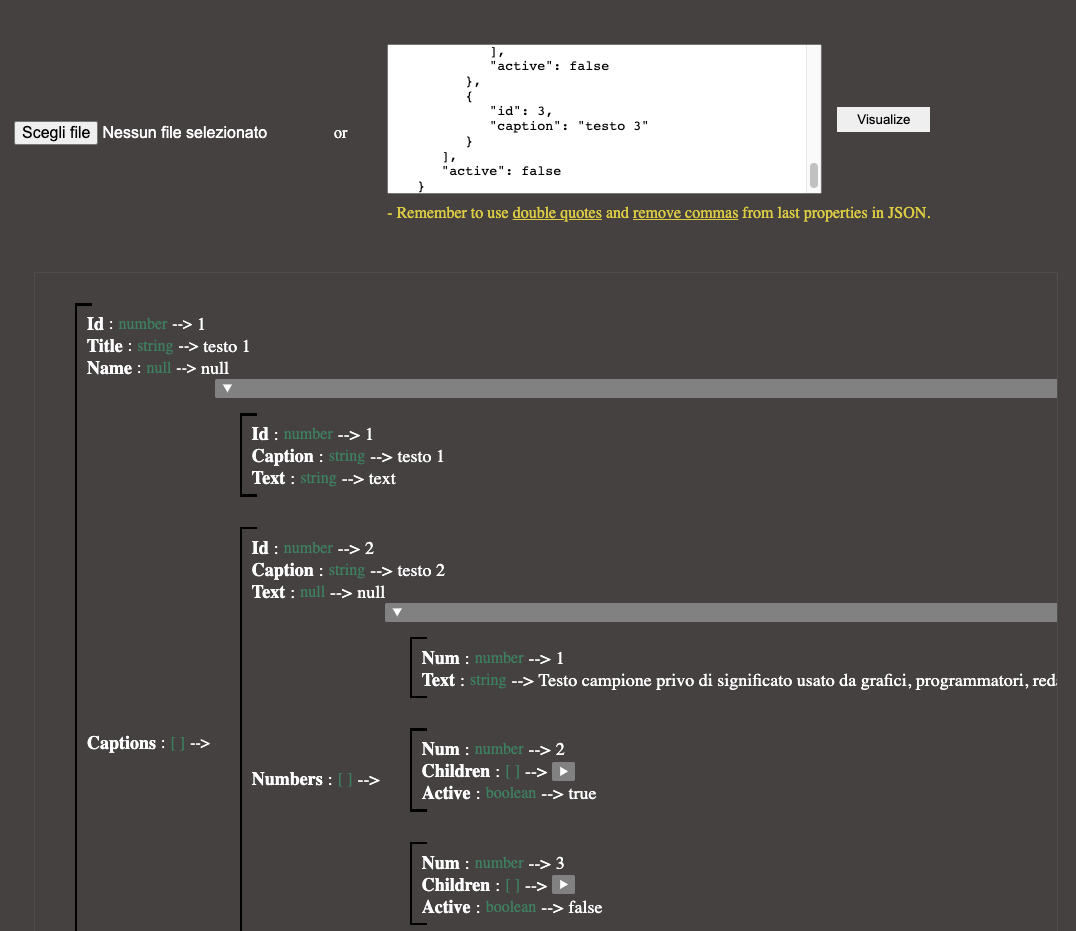 ],
"active": false
},
{
"id": 3,
"caption": "testo 3"
}
],
"active": false
}
Scegli file Nessun file selezionato or Visualize
- Remember to use double quotes and remove commas from last properties in JSON.
Id : number --> 1
Title : string --> testo 1
Name : null --> null
▼
Id : number --> 1
Caption : string --> testo 1
Text : string --> text
Id : number --> 2
Caption : string --> testo 2
Text : null --> null
▼
Num : number --> 1
Text : string --> Testo campione privo di significato usato da grafici, programmatori,
Captions : [ ] -->
Numbers : [ ] -->
Num : number --> 2
Children : [ ] --> ▶
Active : boolean --> true
Num : number --> 3
Children : [ ] --> ▶
Active : boolean --> false